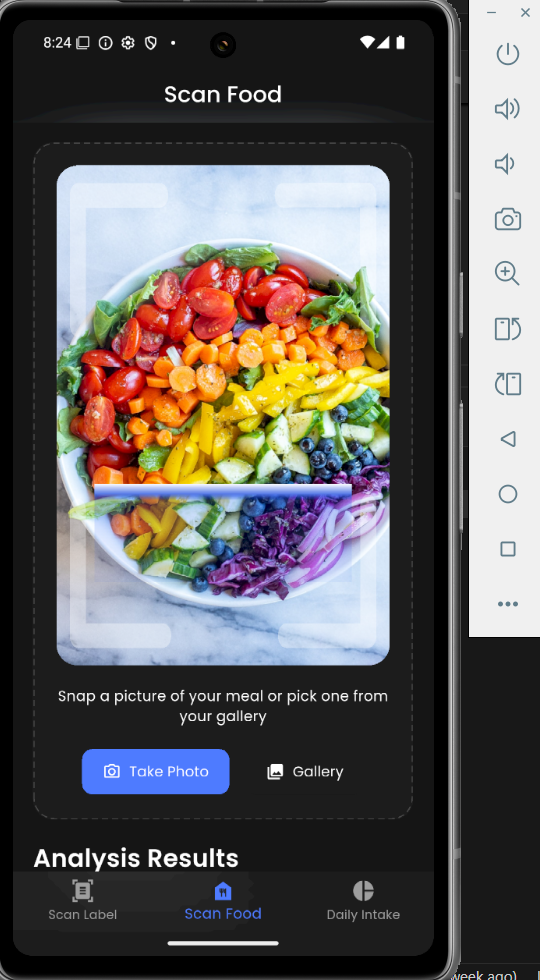 8:24
Scan Food
Snap a picture of your meal or pick one from
your gallery
Take Photo
Gallery
Analysis Results
Scan Label
Scan Food
Daily Intake
week ago)